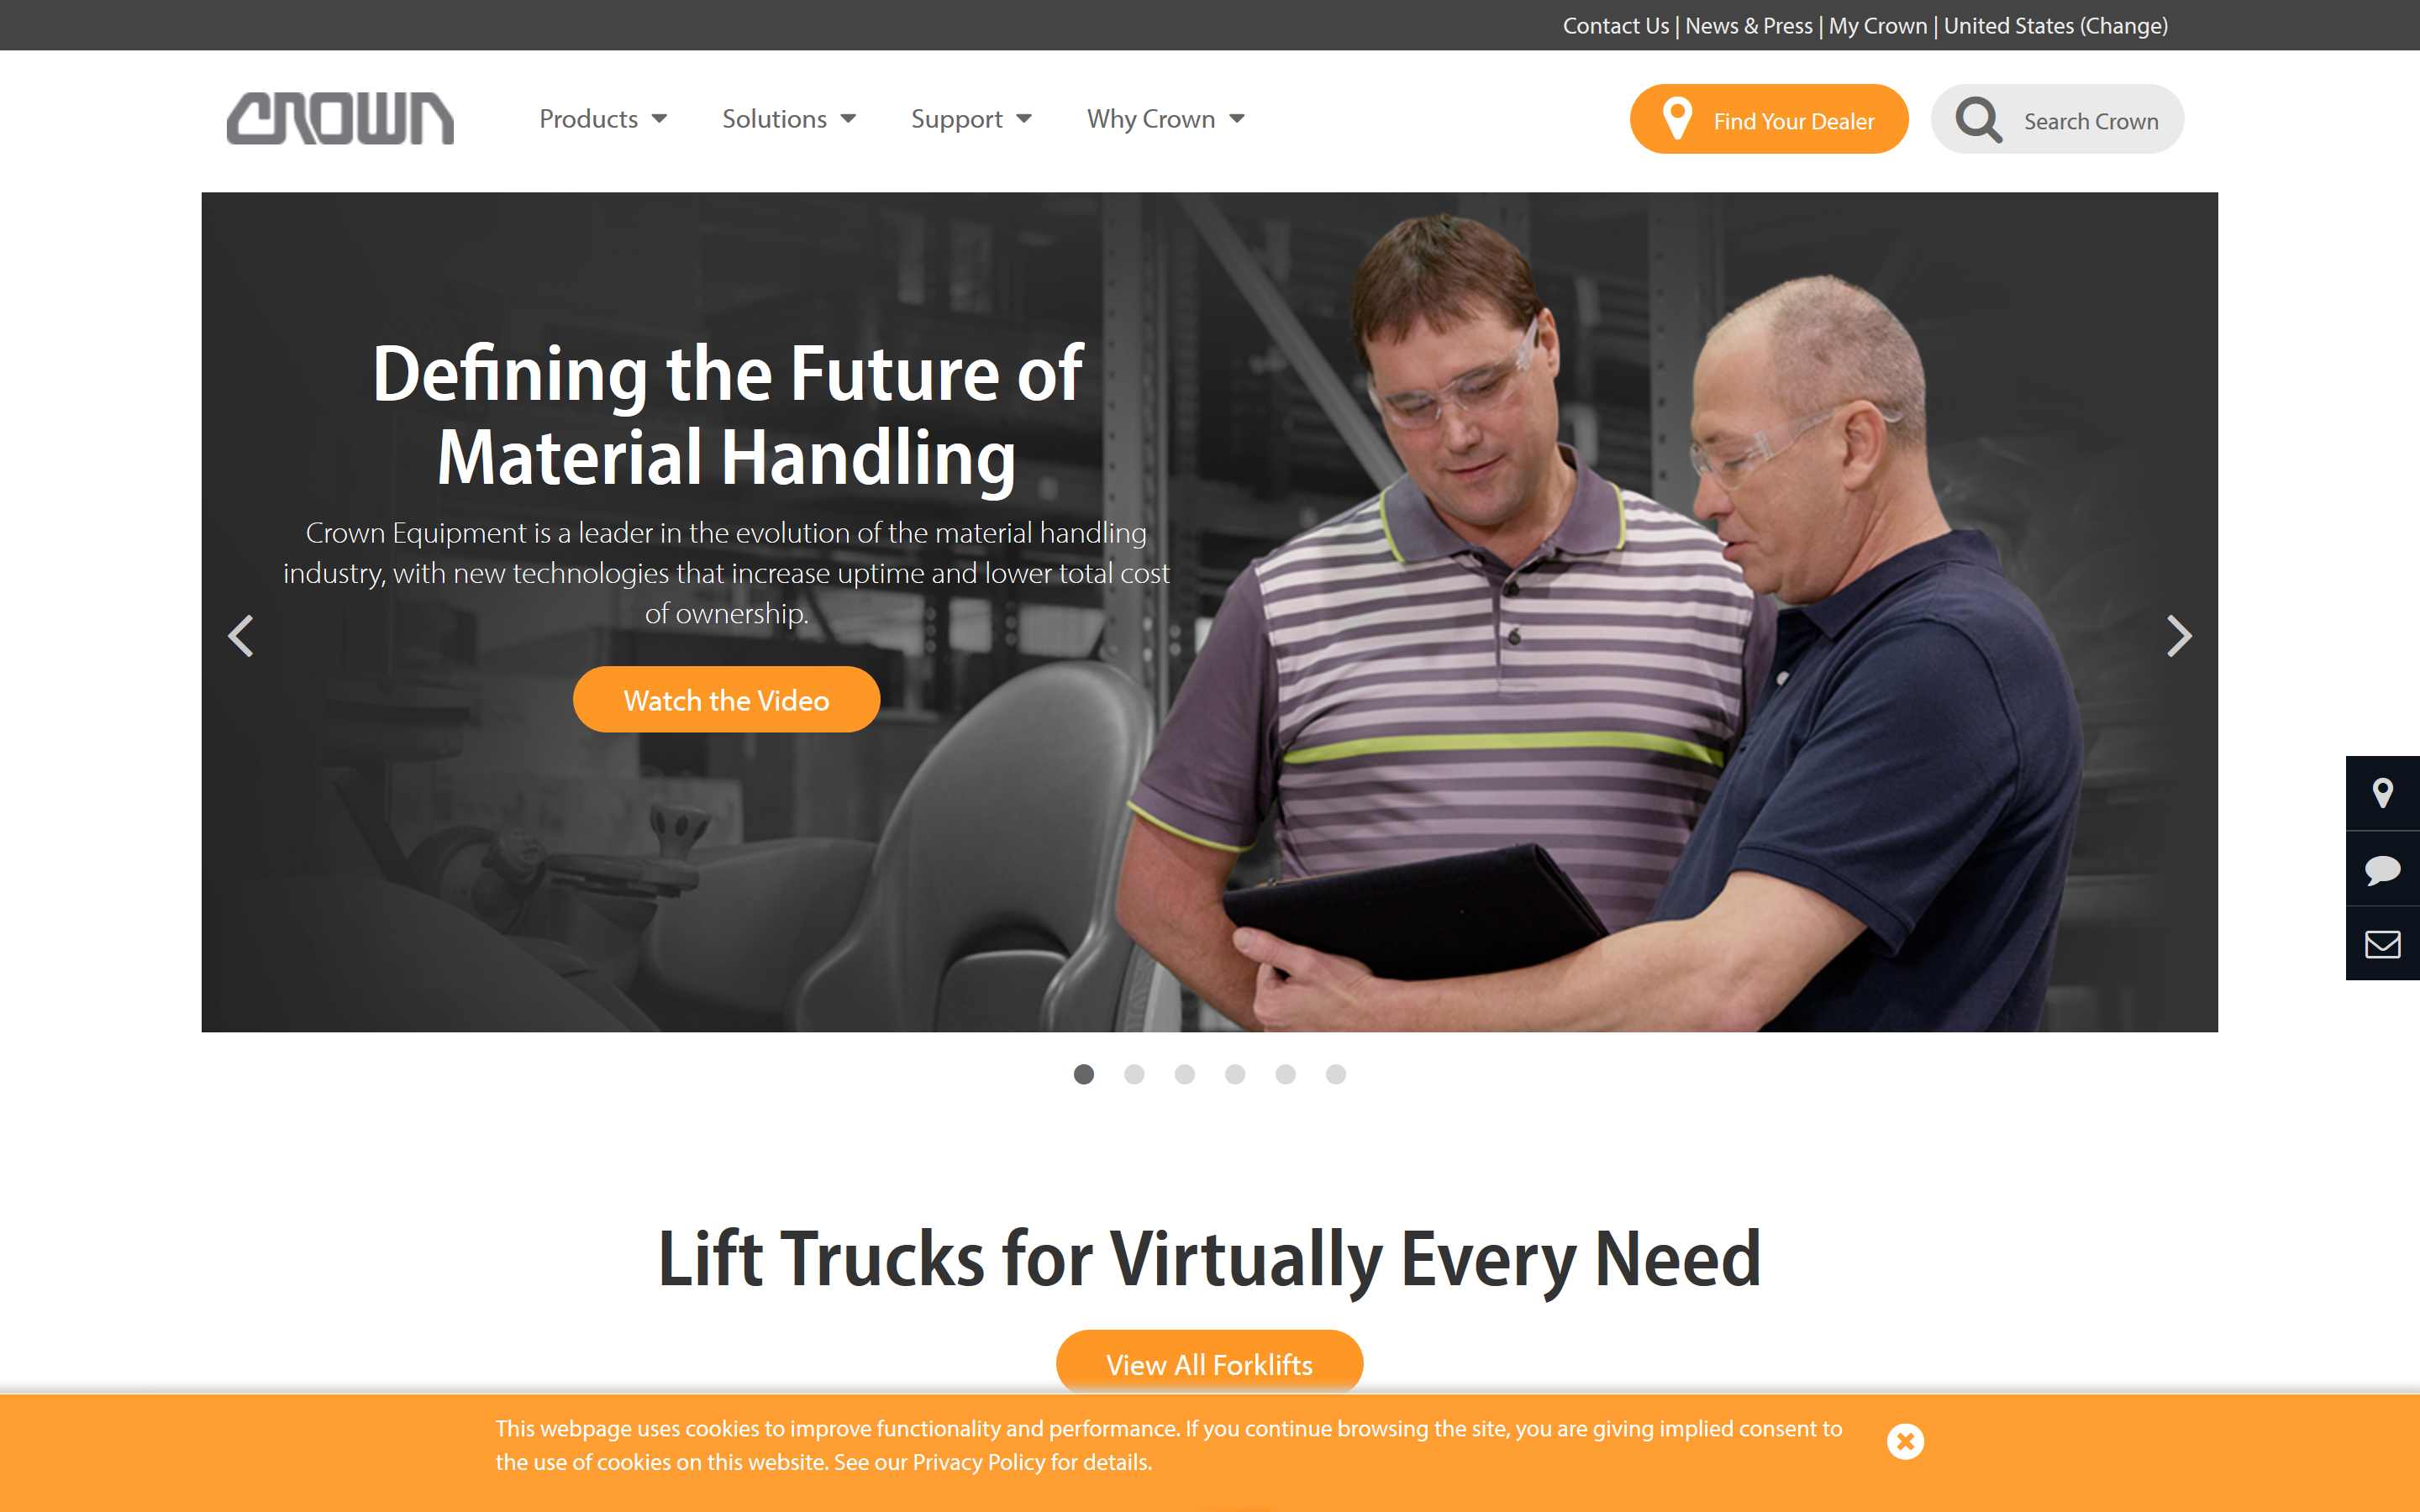 Contact Us | News & Press | My Crown | United States (Change)
CROWN
Products
Solutions
Support
Why Crown
Find Your Dealer
Search Crown
Defining the Future of
Material Handling
Crown Equipment is a leader in the evolution of the material handling
industry, with new technologies that increase uptime and lower total cost
of ownership.
Watch the Video
Lift Trucks for Virtually Every Need
View All Forklifts
This webpage uses cookies to improve functionality and performance. If you continue browsing the site, you are giving implied consent to
the use of cookies on this website. See our Privacy Policy for details.